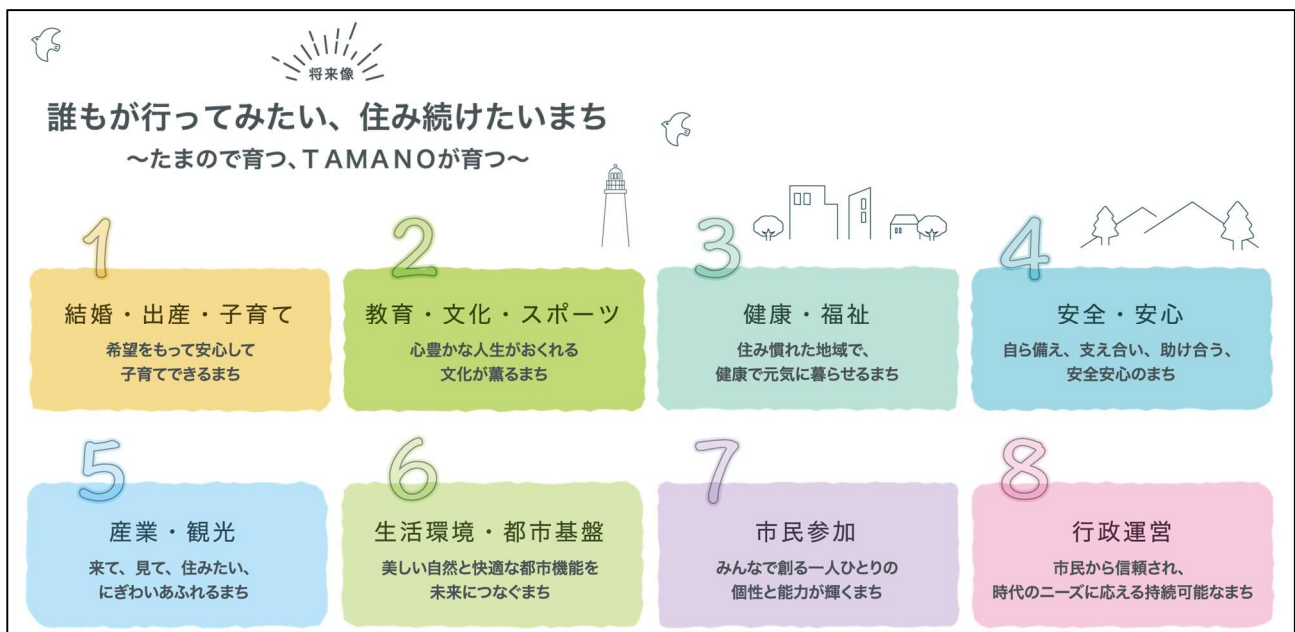 将来像
誰もが行ってみたい、住み続けたいまち
～たまので育つ、TAMANOが育つ～
1
結婚・出産・子育て
希望をもって安心して
子育てできるまち
2
教育・文化・スポーツ
心豊かな人生がおくれる
文化が薫るまち
3
健康・福祉
住み慣れた地域で、
健康で元気に暮らせるまち
4
安全・安心
自ら備え、支え合い、助け合う、
安全安心のまち
5
産業・観光
来て、見て、住みたい、
にぎわいあふれるまち
6
生活環境・都市基盤
美しい自然と快適な都市機能を
未来につなぐまち
7
市民参加
みんなで創る一人ひとりの
個性と能力が輝くまち
8
行政運営
市民から信頼され、
時代のニーズに応える持続可能なまち